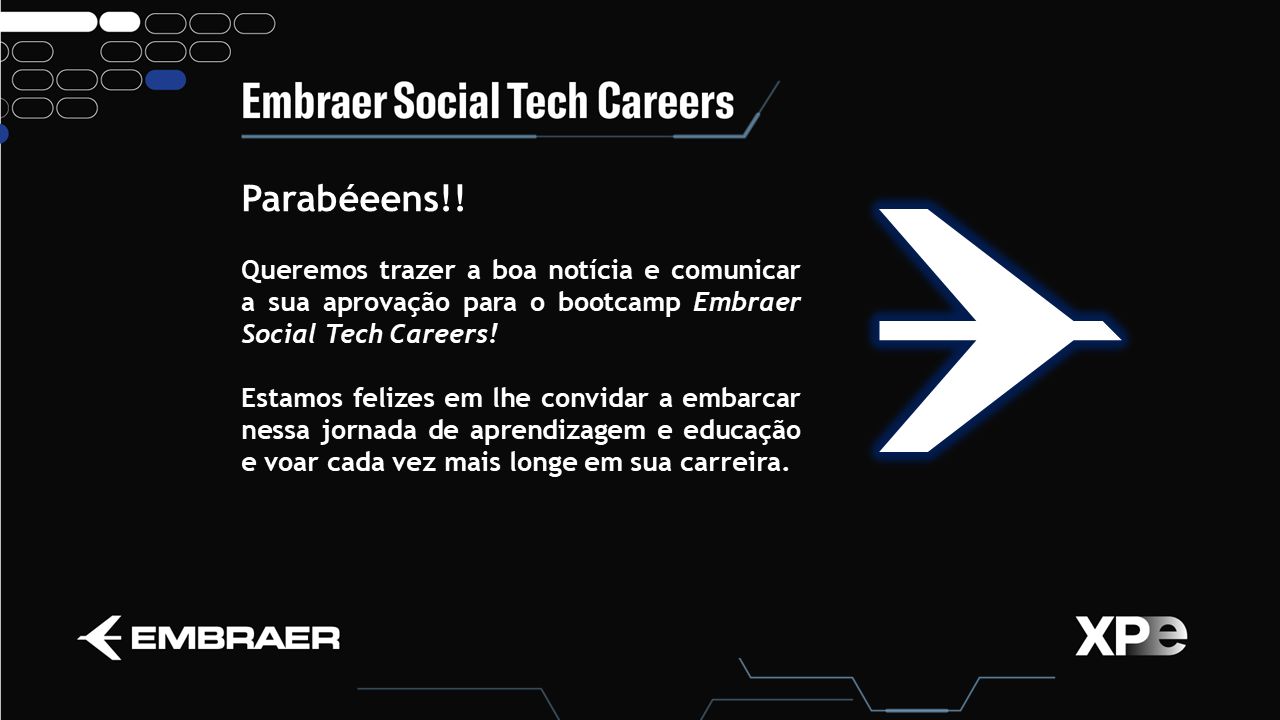 Embraer Social Tech Careers
Parabéeens!!
Queremos trazer a boa notícia e comunicar
a sua aprovação para o bootcamp Embraer
Social Tech Careers!
Estamos felizes em lhe convidar a embarcar
nessa jornada de aprendizagem e educação
e voar cada vez mais longe em sua carreira.
EMBRAER
XPe